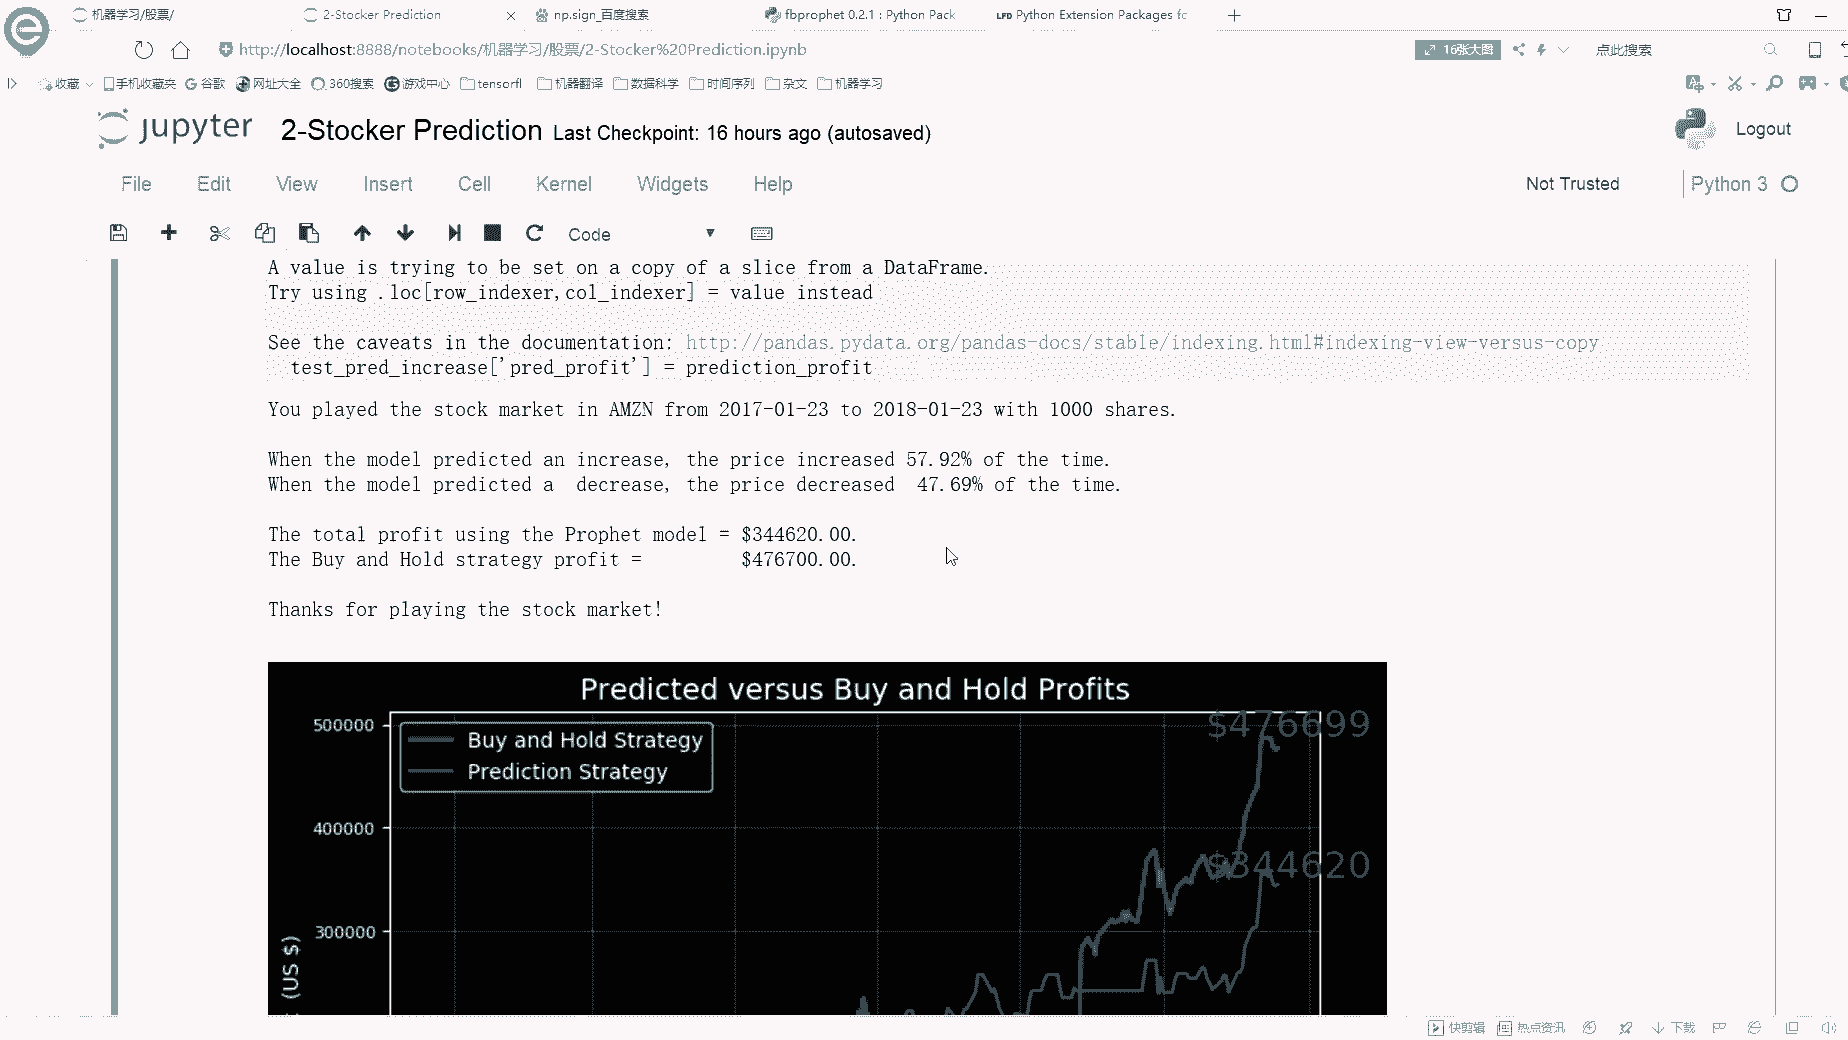 机器学习/股票/
2-Stocker Prediction
np.sign_百度搜索
fbprophet 0.2.1 : Python Pack
LFD Python Extension Packages fc
http://localhost:8888/notebooks/机器学习/股票/2-Stocker%20Prediction.ipynb
16张大图
点此搜索
收藏 手机收藏夹 谷歌 网址大全 360搜索 游戏中心 tensorfl 机器翻译 数据科学 时间序列 杂文 机器学习
jupyter 2-Stocker Prediction Last Checkpoint: 16 hours ago (autosaved)
Logout
File Edit View Insert Cell Kernel Widgets Help
Not Trusted
Python 3
Code
A value is trying to be set on a copy of a slice from a DataFrame.
Try using .loc[row_indexer,col_indexer] = value instead
See the caveats in the documentation: http://pandas.pydata.org/pandas-docs/stable/indexing.html#indexing-view-versus-copy
test_pred_increase['pred_profit'] = prediction_profit
You played the stock market in AMZN from 2017-01-23 to 2018-01-23 with 1000 shares.
When the model predicted an increase, the price increased 57.92% of the time.
When the model predicted a  decrease, the price decreased  47.69% of the time.
The total profit using the Prophet model = $344620.00.
The Buy and Hold strategy profit =         $476700.00.
Thanks for playing the stock market!
Predicted versus Buy and Hold Profits
500000
Buy and Hold Strategy
Prediction Strategy
$476699
400000
$344620
300000
(US $)
快剪辑 热点资讯 下载